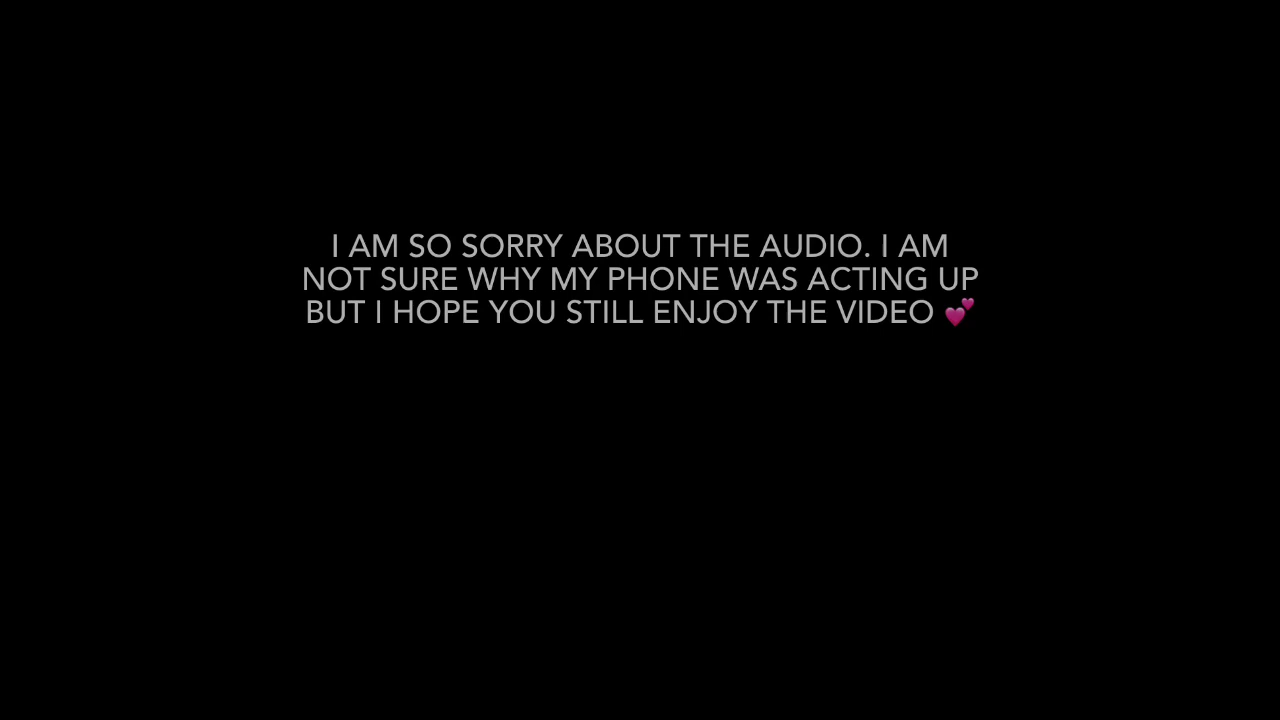 I AM SO SORRY ABOUT THE AUDIO. I AM
NOT SURE WHY MY PHONE WAS ACTING UP
BUT I HOPE YOU STILL ENJOY THE VIDEO 💕